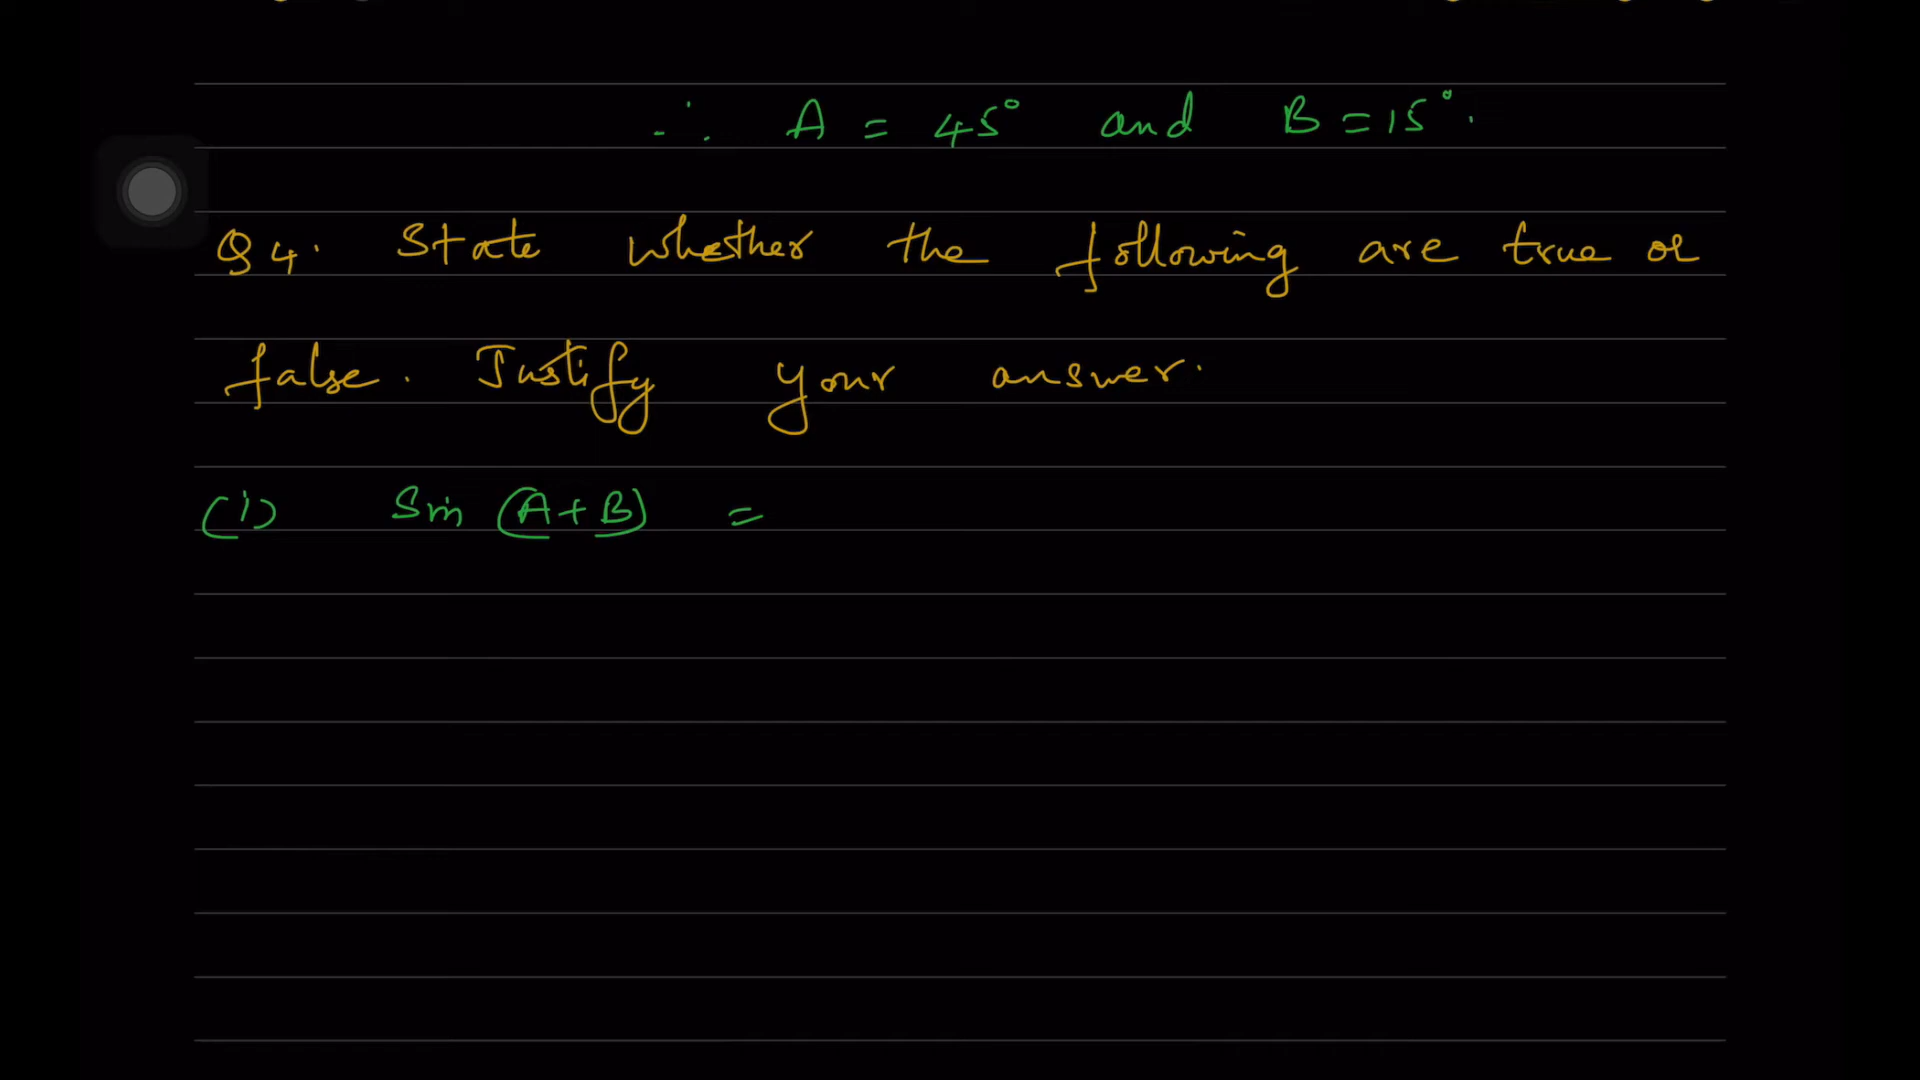 ∴ A = 45° and B = 15°.
Q4. State whether the following are true or
false. Justify your answer.
(i) Sin (A+B) =